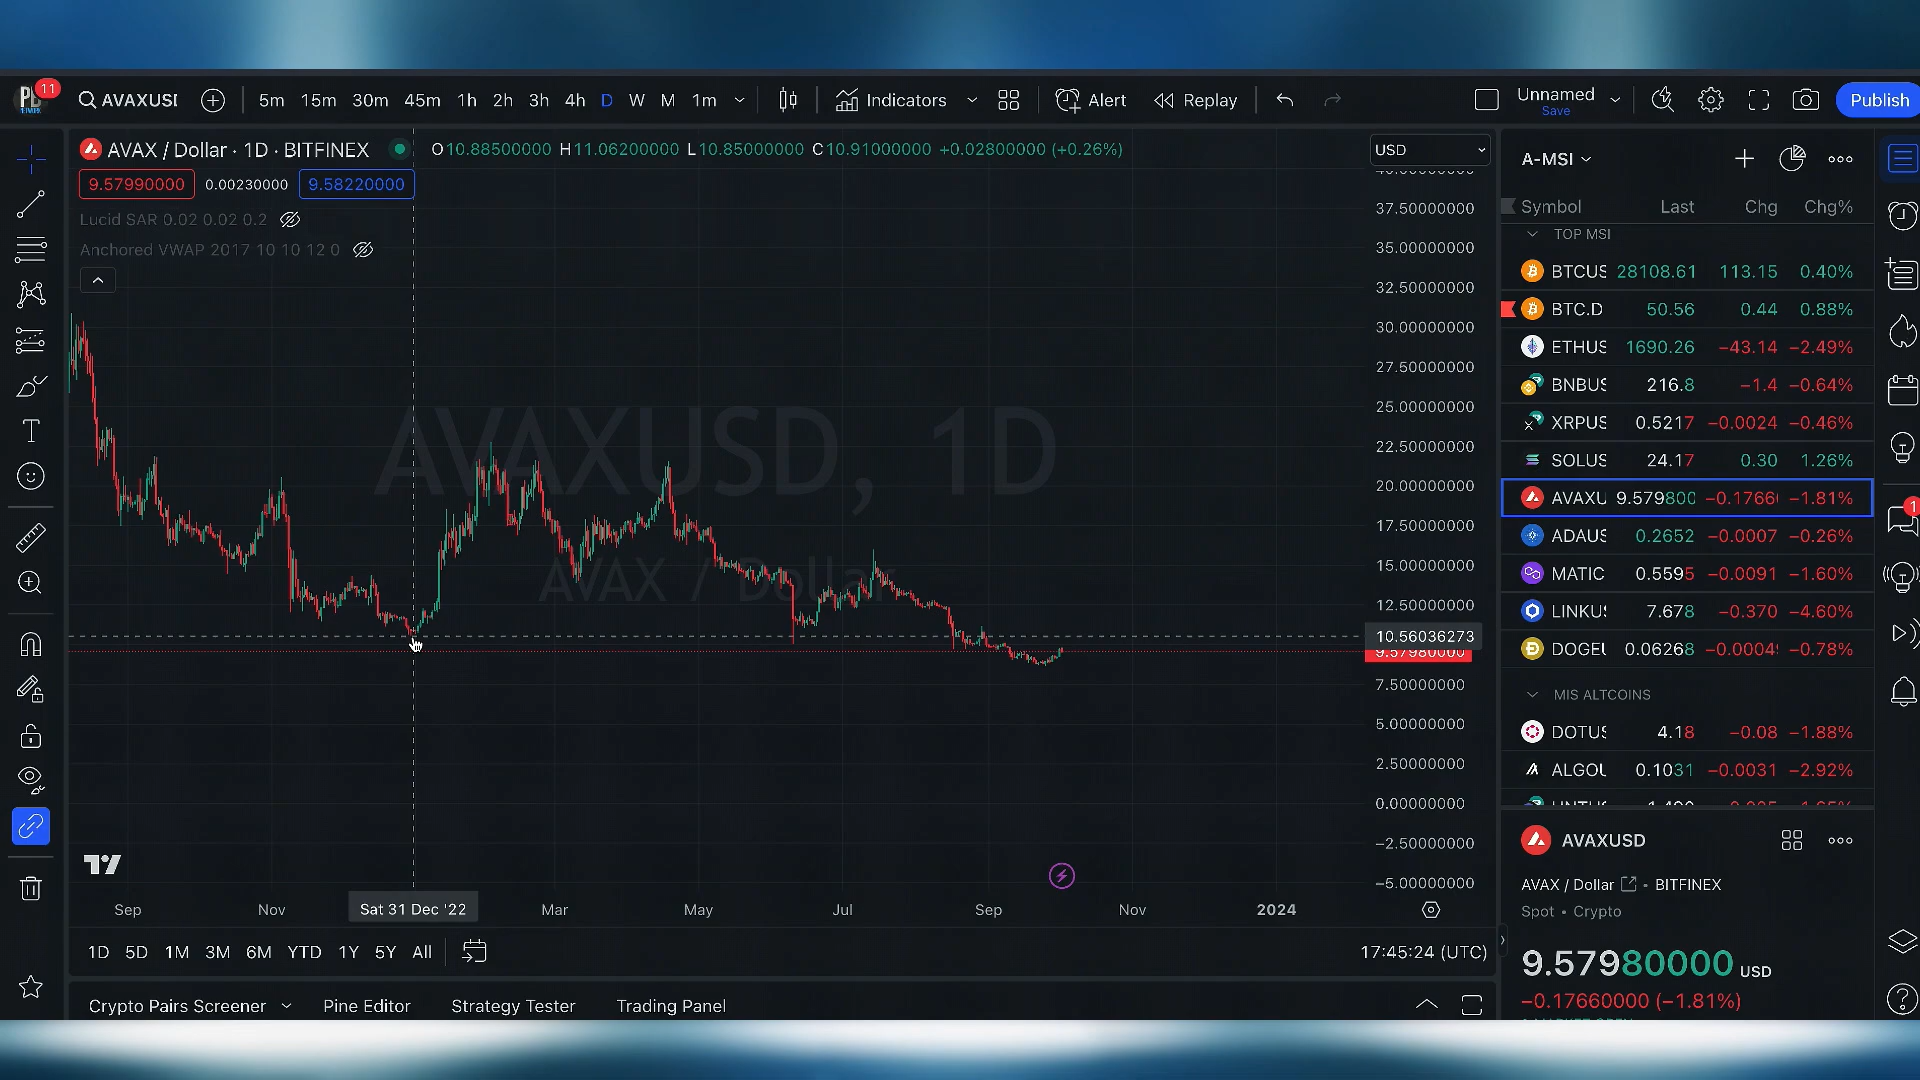 11
AVAXUSI
5m 15m 30m 45m 1h 2h 3h 4h D W M 1m
Indicators
Alert
Replay
Unnamed
Save
Publish
AVAX / Dollar · 1D · BITFINEX
O10.88500000 H11.06200000 L10.85000000 C10.91000000 +0.02800000 (+0.26%)
USD
9.57990000 0.00230000 9.58220000
Lucid SAR 0.02 0.02 0.2
Anchored VWAP 2017 10 10 12 0
AVAXUSD, 1D
AVAX / Dollar
37.50000000
35.00000000
32.50000000
30.00000000
27.50000000
25.00000000
22.50000000
20.00000000
17.50000000
15.00000000
12.50000000
10.56036273
9.57980000
7.50000000
5.00000000
2.50000000
0.00000000
−2.50000000
−5.00000000
Sep Nov Sat 31 Dec '22 Mar May Jul Sep Nov 2024
1D 5D 1M 3M 6M YTD 1Y 5Y All
17:45:24 (UTC)
Crypto Pairs Screener Pine Editor Strategy Tester Trading Panel
A-MSI
Symbol Last Chg Chg%
TOP MSI
BTCUS 28108.61 113.15 0.40%
BTC.D 50.56 0.44 0.88%
ETHUS 1690.26 −43.14 −2.49%
BNBUS 216.8 −1.4 −0.64%
XRPUS 0.5217 −0.0024 −0.46%
SOLUS 24.17 0.30 1.26%
AVAXU 9.579800 −0.1766 −1.81%
ADAUS 0.2652 −0.0007 −0.26%
MATIC 0.5595 −0.0091 −1.60%
LINKU 7.678 −0.370 −4.60%
DOGEU 0.06268 −0.0004 −0.78%
MIS ALTCOINS
DOTUS 4.18 −0.08 −1.88%
ALGOU 0.1031 −0.0031 −2.92%
AVAXUSD
AVAX / Dollar • BITFINEX
Spot • Crypto
9.57980000 USD
−0.17660000 (−1.81%)
1